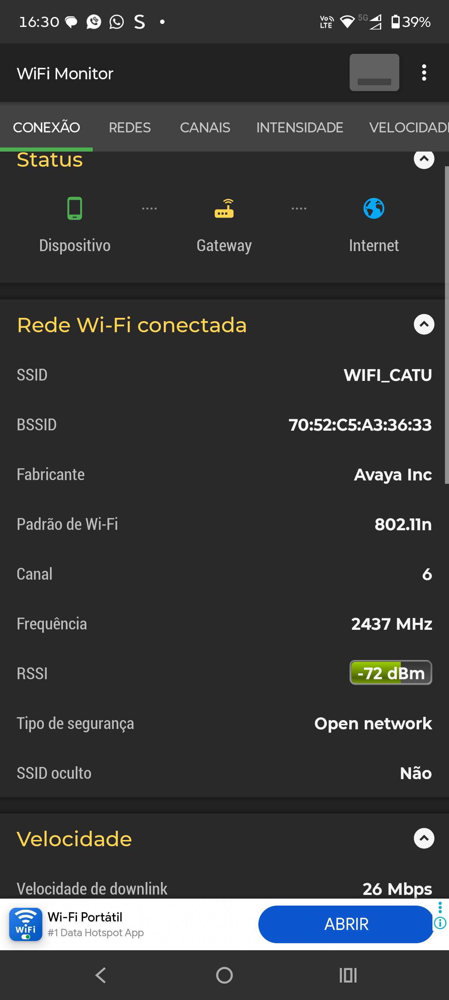 16:30 GB S Vo LTE 5G 39%
WiFi Monitor
CONEXÃO REDES CANAIS INTENSIDADE VELOCIDAD
Status
Dispositivo Gateway Internet
Rede Wi-Fi conectada
SSID WIFI_CATU
BSSID 70:52:C5:A3:36:33
Fabricante Avaya Inc
Padrão de Wi-Fi 802.11n
Canal 6
Frequência 2437 MHz
RSSI -72 dBm
Tipo de segurança Open network
SSID oculto Não
Velocidade
Velocidade de downlink 26 Mbps
WiFi
Wi-Fi Portátil
#1 Data Hotspot App
ABRIR